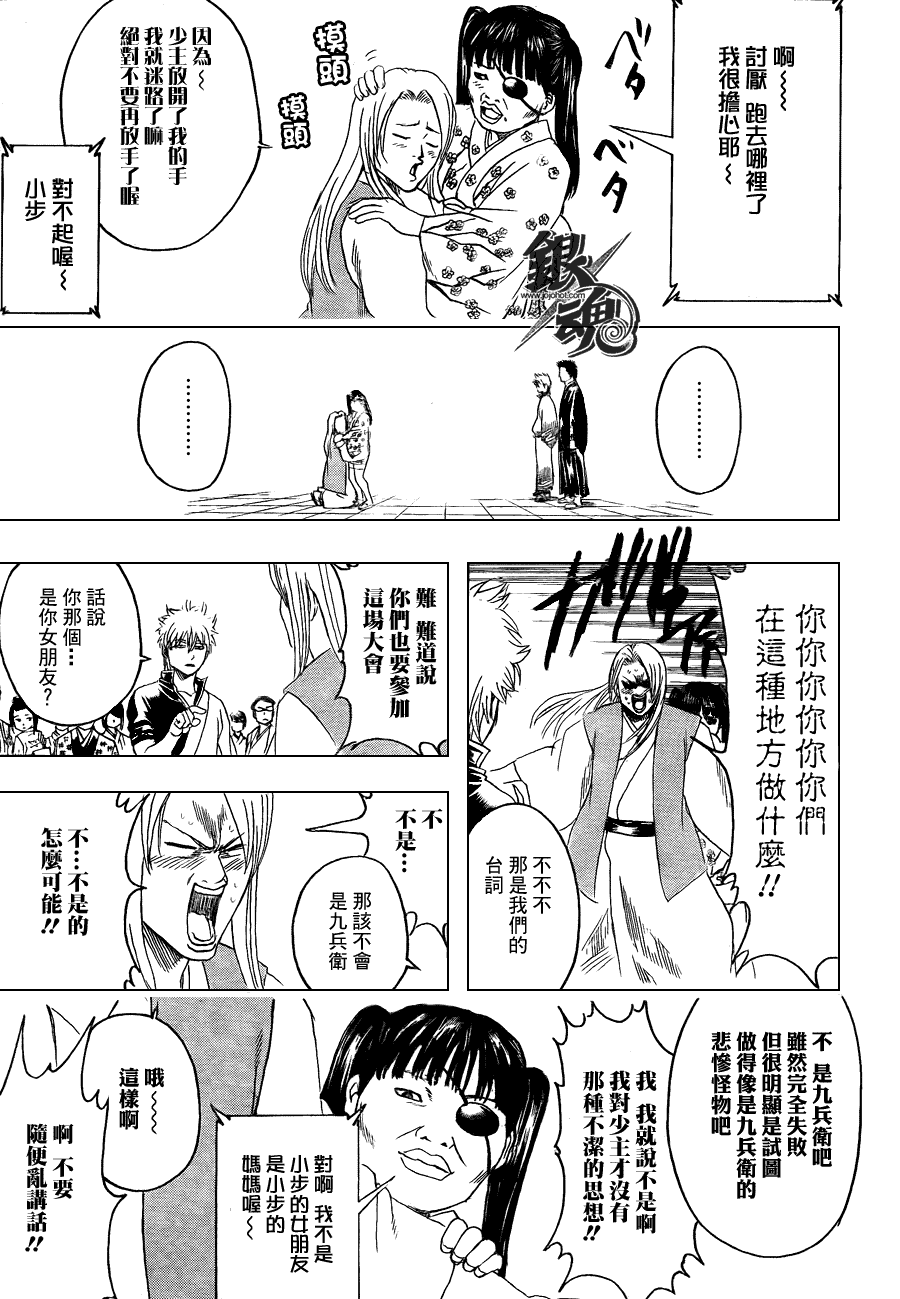 啊～～
討厭 跑去哪裡了
我很擔心耶～
ベタ
ベタ
摸頭
摸頭
因為～
少主放開了我的手
我就迷路了嘛
絕對不要再放手了喔
對不起喔～
小步
銀魂
www.jojohot.com
………
………
你你你你你你們
在這種地方做什麼!!
不不不
那是我們的
台詞
難 難道說
你們也要參加
這場大會
話說
你那個…
是你女朋友?
不
不是…
那該不會
是九兵衛
不…不是的
怎麼可能!!
不 是九兵衛吧
雖然完全失敗
但很明顯是試圖
做得像是九兵衛的
悲慘怪物吧
我 我就說不是啊
我對少主才沒有
那種不潔的思想!!
對啊 我不是
小步的女朋友
是小步的
媽媽喔～
哦～～
這樣啊
啊 不要
隨便亂講話!!